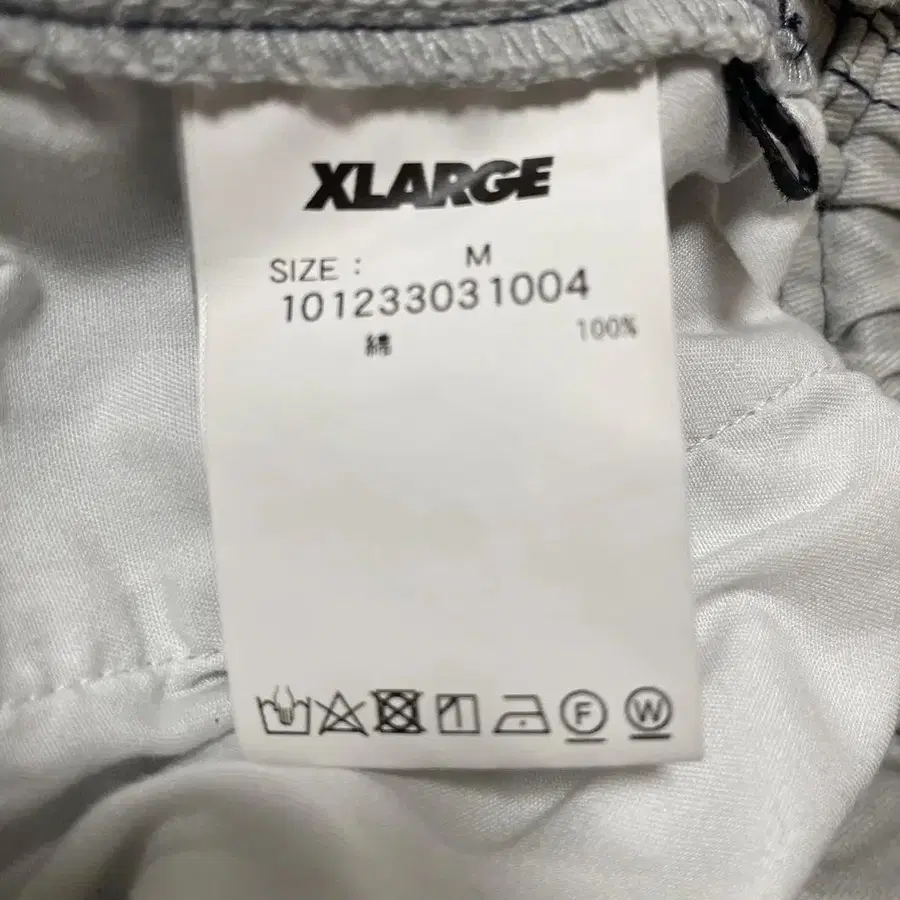 XLARGE
SIZE : M
101233031004
綿 100%
F W